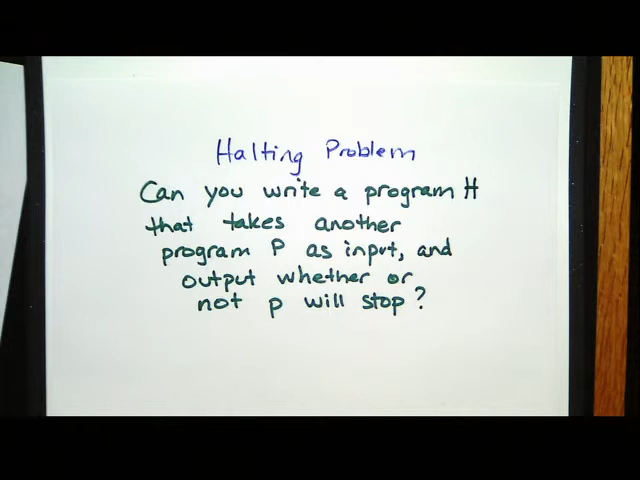 Halting Problem
Can you write a program H
that takes another
program P as input, and
output whether or
not p will stop?